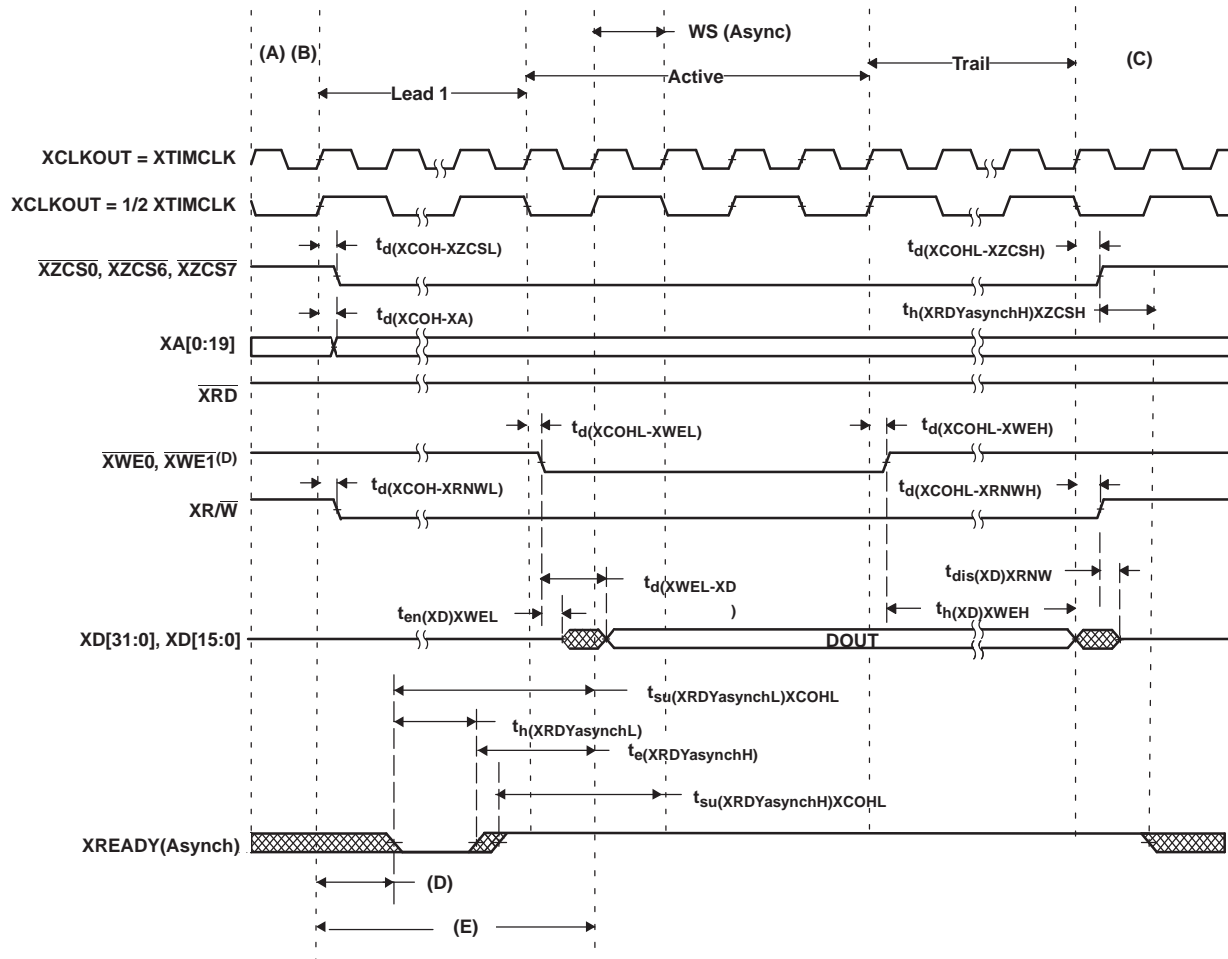 WS (Async)
(A) (B)
(C)
Trail
Active
Lead 1
XCLKOUT = XTIMCLK
XCLKOUT = 1/2 XTIMCLK
td(XCOH-XZCSL)
td(XCOHL-XZCSH)
XZCS0, XZCS6, XZCS7
th(XRDYasynchH)XZCSH
td(XCOH-XA)
XA[0:19]
XRD
td(XCOHL-XWEL)
td(XCOHL-XWEH)
XWE0, XWE1(D)
td(XCOH-XRNWL)
td(XCOHL-XRNWH)
XR/W
tdis(XD)XRNW
td(XWEL-XD
)
ten(XD)XWEL
th(XD)XWEH
XD[31:0], XD[15:0]
DOUT
tsu(XRDYasynchL)XCOHL
th(XRDYasynchL)
te(XRDYasynchH)
tsu(XRDYasynchH)XCOHL
XREADY(Asynch)
(D)
(E)